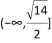 (-∞, √14/2]